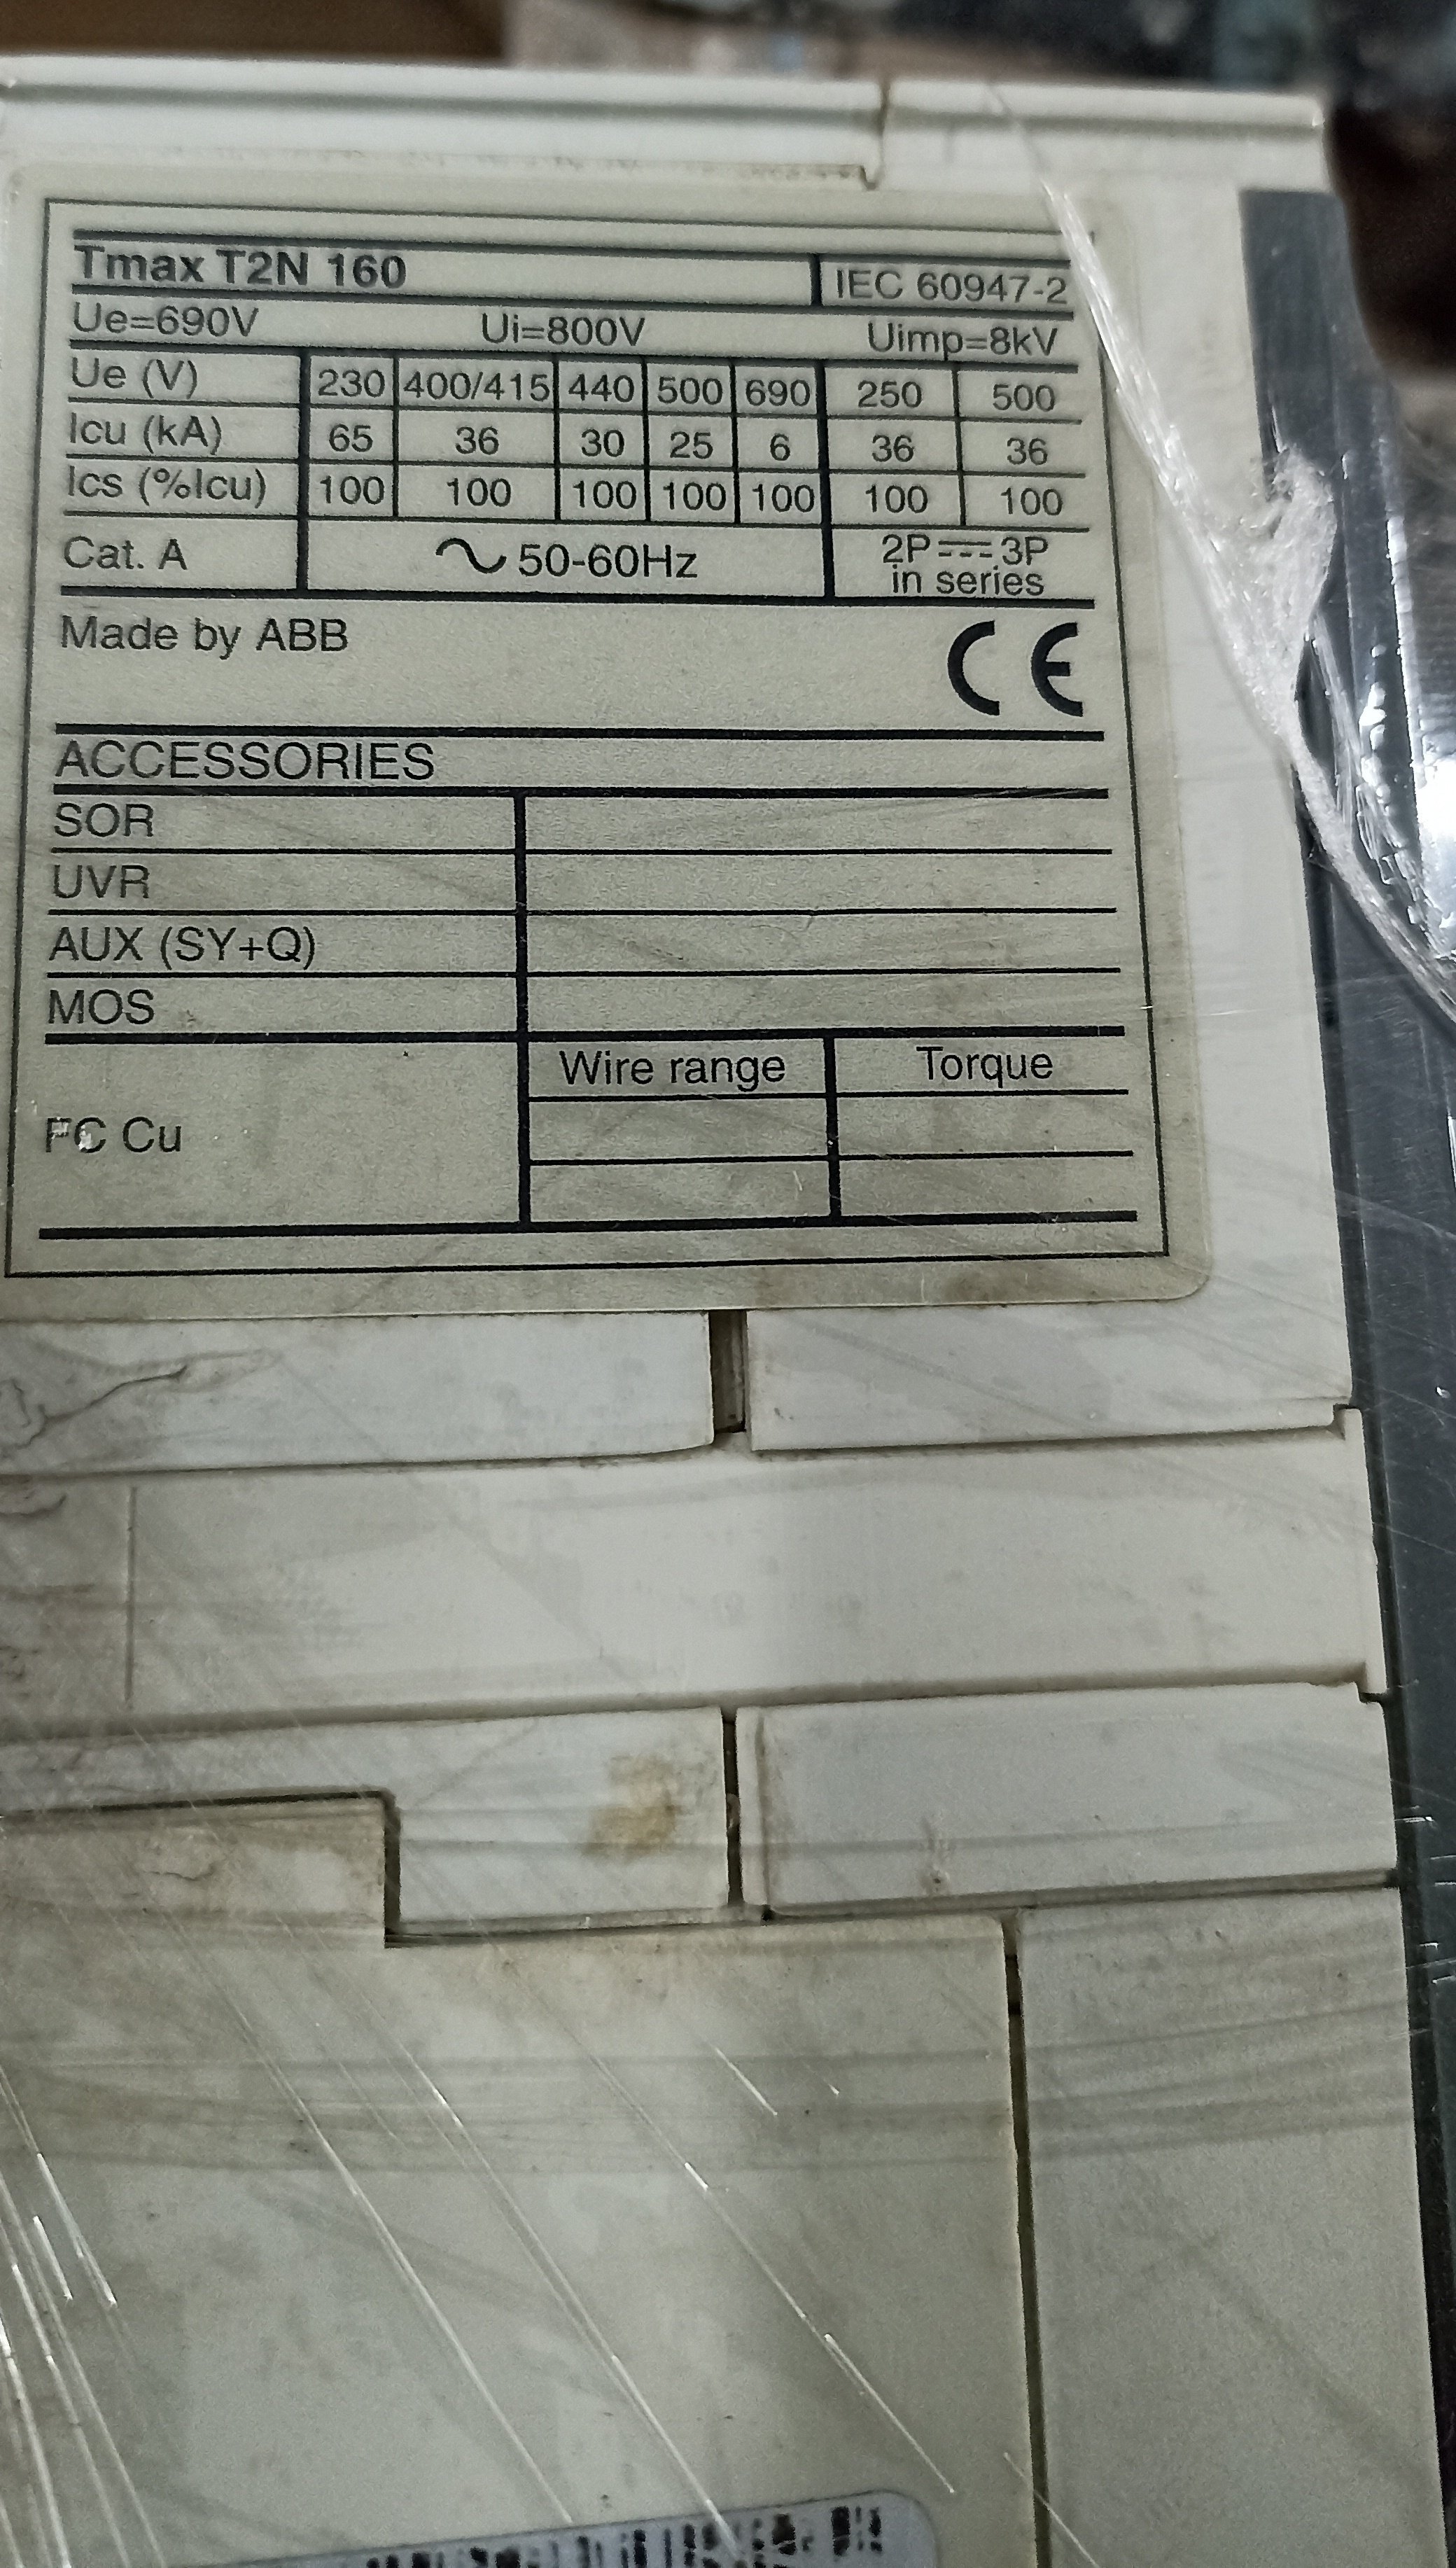 Tmax T2N 160 IEC 60947-2
Ue=690V Ui=800V Uimp=8kV
Ue (V) 230 400/415 440 500 690 250 500
Icu (kA) 65 36 30 25 6 36 36
Ics (%Icu) 100 100 100 100 100 100 100
Cat. A ~ 50-60Hz 2P⎓3P
in series
Made by ABB CE
ACCESSORIES
SOR
UVR
AUX (SY+Q)
MOS
Wire range Torque
FC Cu